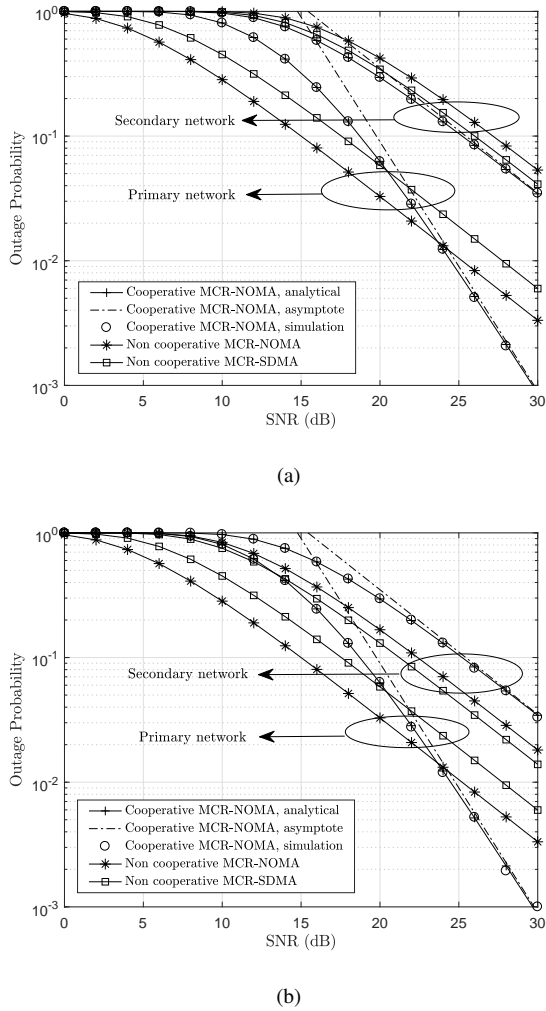 10^0
10^-1
10^-2
10^-3
Outage Probability
Secondary network
Primary network
Cooperative MCR-NOMA, analytical
Cooperative MCR-NOMA, asymptote
Cooperative MCR-NOMA, simulation
Non cooperative MCR-NOMA
Non cooperative MCR-SDMA
0 5 10 15 20 25 30
SNR (dB)
(a)
10^0
10^-1
10^-2
10^-3
Outage Probability
Secondary network
Primary network
Cooperative MCR-NOMA, analytical
Cooperative MCR-NOMA, asymptote
Cooperative MCR-NOMA, simulation
Non cooperative MCR-NOMA
Non cooperative MCR-SDMA
0 5 10 15 20 25 30
SNR (dB)
(b)